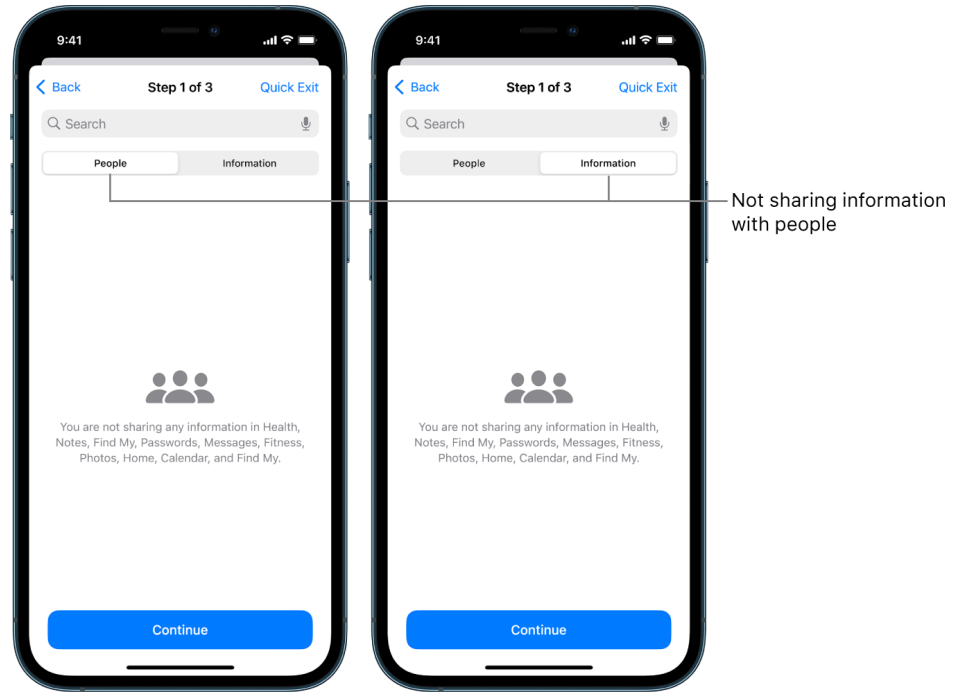 9:41
Back Step 1 of 3 Quick Exit
Search
People Information
You are not sharing any information in Health,
Notes, Find My, Passwords, Messages, Fitness,
Photos, Home, Calendar, and Find My.
Continue
9:41
Back Step 1 of 3 Quick Exit
Search
People Information
You are not sharing any information in Health,
Notes, Find My, Passwords, Messages, Fitness,
Photos, Home, Calendar, and Find My.
Continue
Not sharing information
with people